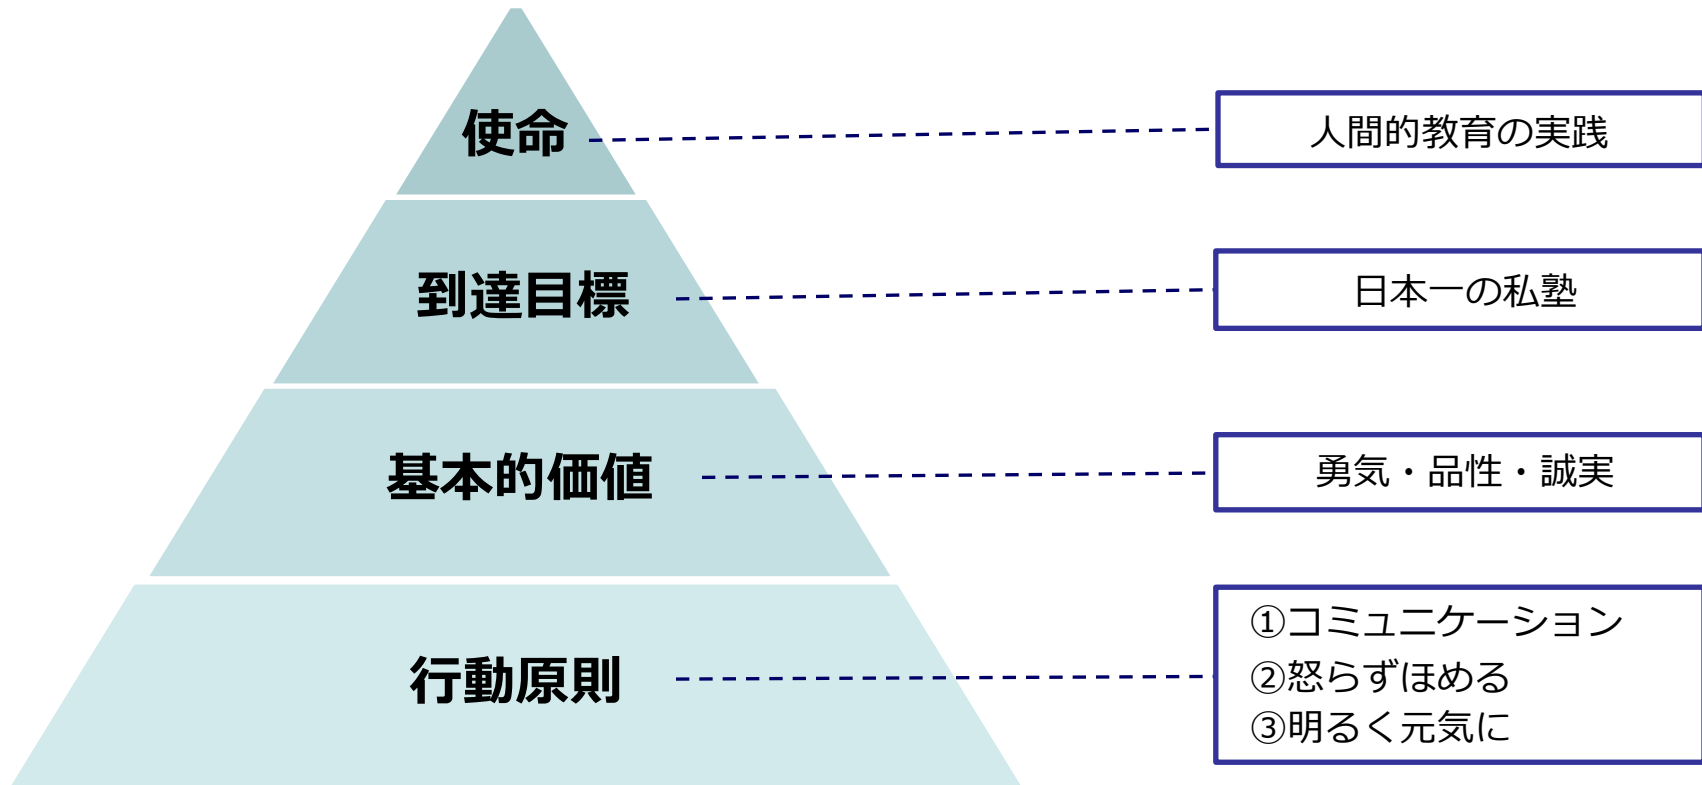 使命
人間的教育の実践
到達目標
日本一の私塾
基本的価値
勇気・品性・誠実
行動原則
①コミュニケーション
②怒らずほめる
③明るく元気に